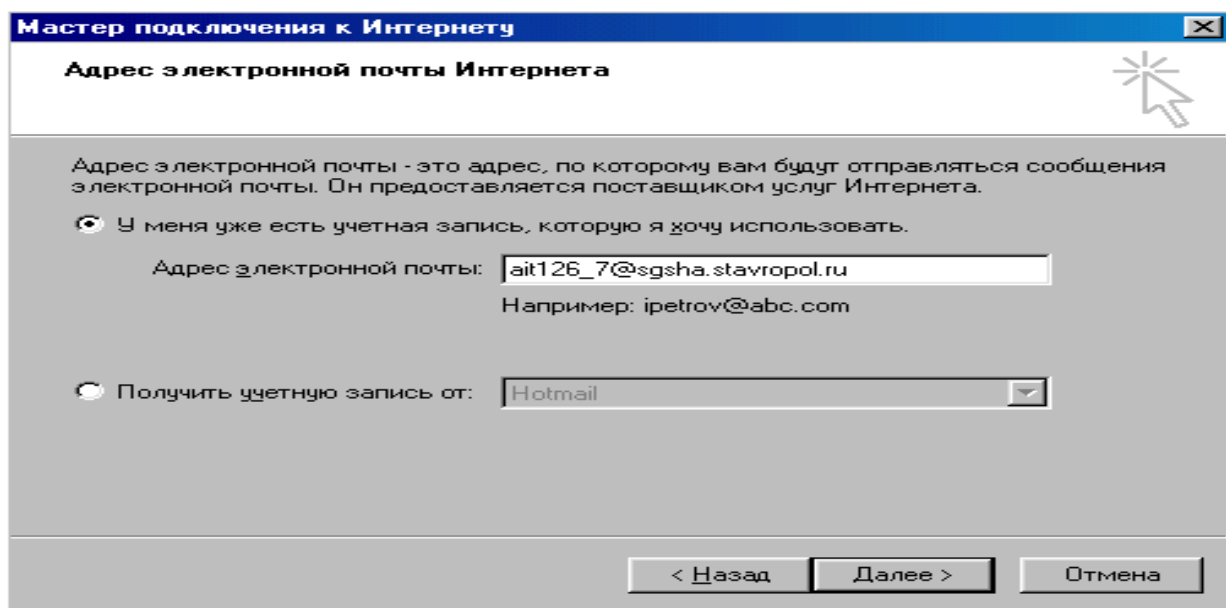 Мастер подключения к Интернету
Адрес электронной почты Интернета
Адрес электронной почты - это адрес, по которому вам будут отправляться сообщения
электронной почты. Он предоставляется поставщиком услуг Интернета.
У меня уже есть учетная запись, которую я хочу использовать.
Адрес электронной почты: ait126_7@sgsha.stavropol.ru
Например: ipetrov@abc.com
Получить учетную запись от: Hotmail
< Назад Далее > Отмена